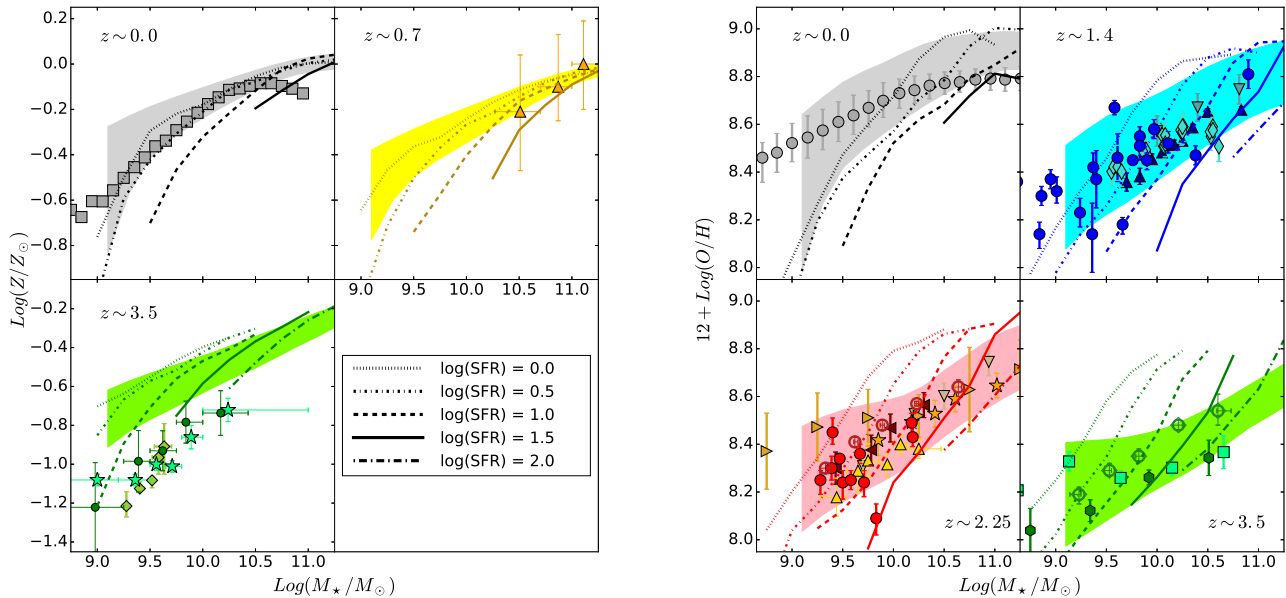 z ~ 0.0
z ~ 0.7
0.2
0.0
−0.2
−0.4
−0.6
−0.8
9.0 9.5 10.0 10.5 11.0
Log(Z/Z⊙)
z ~ 3.5
−0.2
−0.4
−0.6
−0.8
−1.0
−1.2
−1.4
9.0 9.5 10.0 10.5 11.0
log(SFR) = 0.0
log(SFR) = 0.5
log(SFR) = 1.0
log(SFR) = 1.5
log(SFR) = 2.0
Log(M⋆/M⊙)
z ~ 0.0
z ~ 1.4
9.0
8.8
8.6
8.4
8.2
8.0
12 + Log(O/H)
z ~ 2.25
z ~ 3.5
9.0
8.8
8.6
8.4
8.2
8.0
9.0 9.5 10.0 10.5 11.0
9.0 9.5 10.0 10.5 11.0
Log(M⋆/M⊙)